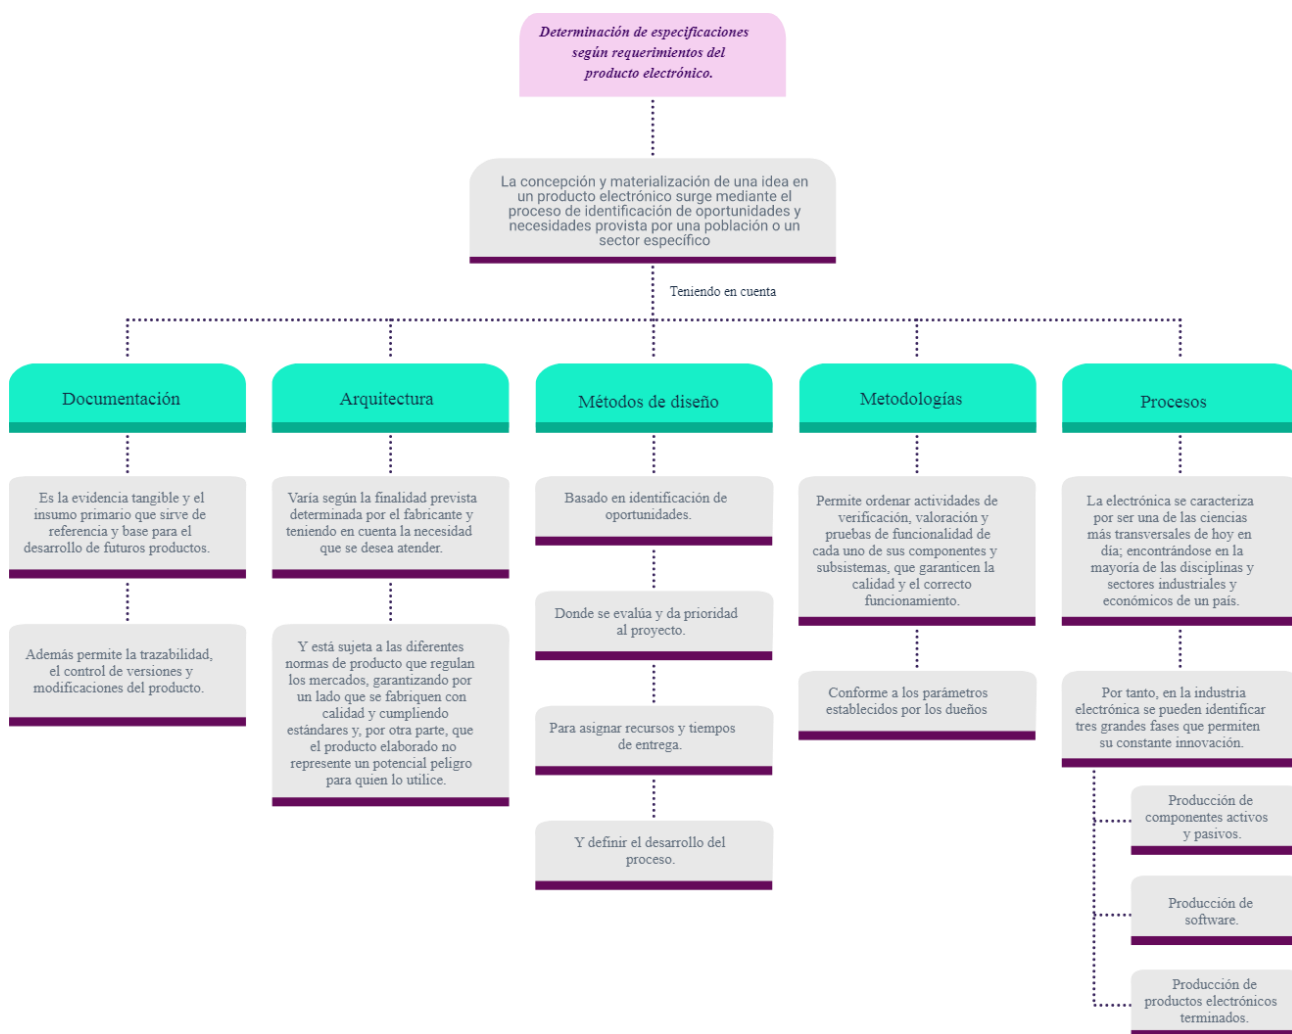 Determinación de especificaciones
según requerimientos del
producto electrónico.
La concepción y materialización de una idea en
un producto electrónico surge mediante el
proceso de identificación de oportunidades y
necesidades provista por una población o un
sector específico
Teniendo en cuenta
Documentación
Es la evidencia tangible y el
insumo primario que sirve de
referencia y base para el
desarrollo de futuros productos.
Además permite la trazabilidad,
el control de versiones y
modificaciones del producto.
Arquitectura
Varía según la finalidad prevista
determinada por el fabricante y
teniendo en cuenta la necesidad
que se desea atender.
Y está sujeta a las diferentes
normas de producto que regulan
los mercados, garantizando por
un lado que se fabriquen con
calidad y cumpliendo
estándares y, por otra parte, que
el producto elaborado no
represente un potencial peligro
para quien lo utilice.
Métodos de diseño
Basado en identificación de
oportunidades.
Donde se evalúa y da prioridad
al proyecto.
Para asignar recursos y tiempos
de entrega.
Y definir el desarrollo del
proceso.
Metodologías
Permite ordenar actividades de
verificación, valoración y
pruebas de funcionalidad de
cada uno de sus componentes y
subsistemas, que garanticen la
calidad y el correcto
funcionamiento.
Conforme a los parámetros
establecidos por los dueños
Procesos
La electrónica se caracteriza
por ser una de las ciencias
más transversales de hoy en
día; encontrándose en la
mayoría de las disciplinas y
sectores industriales y
económicos de un país.
Por tanto, en la industria
electrónica se pueden identificar
tres grandes fases que permiten
su constante innovación.
Producción de
componentes activos
y pasivos.
Producción de
software.
Producción de
productos electrónicos
terminados.